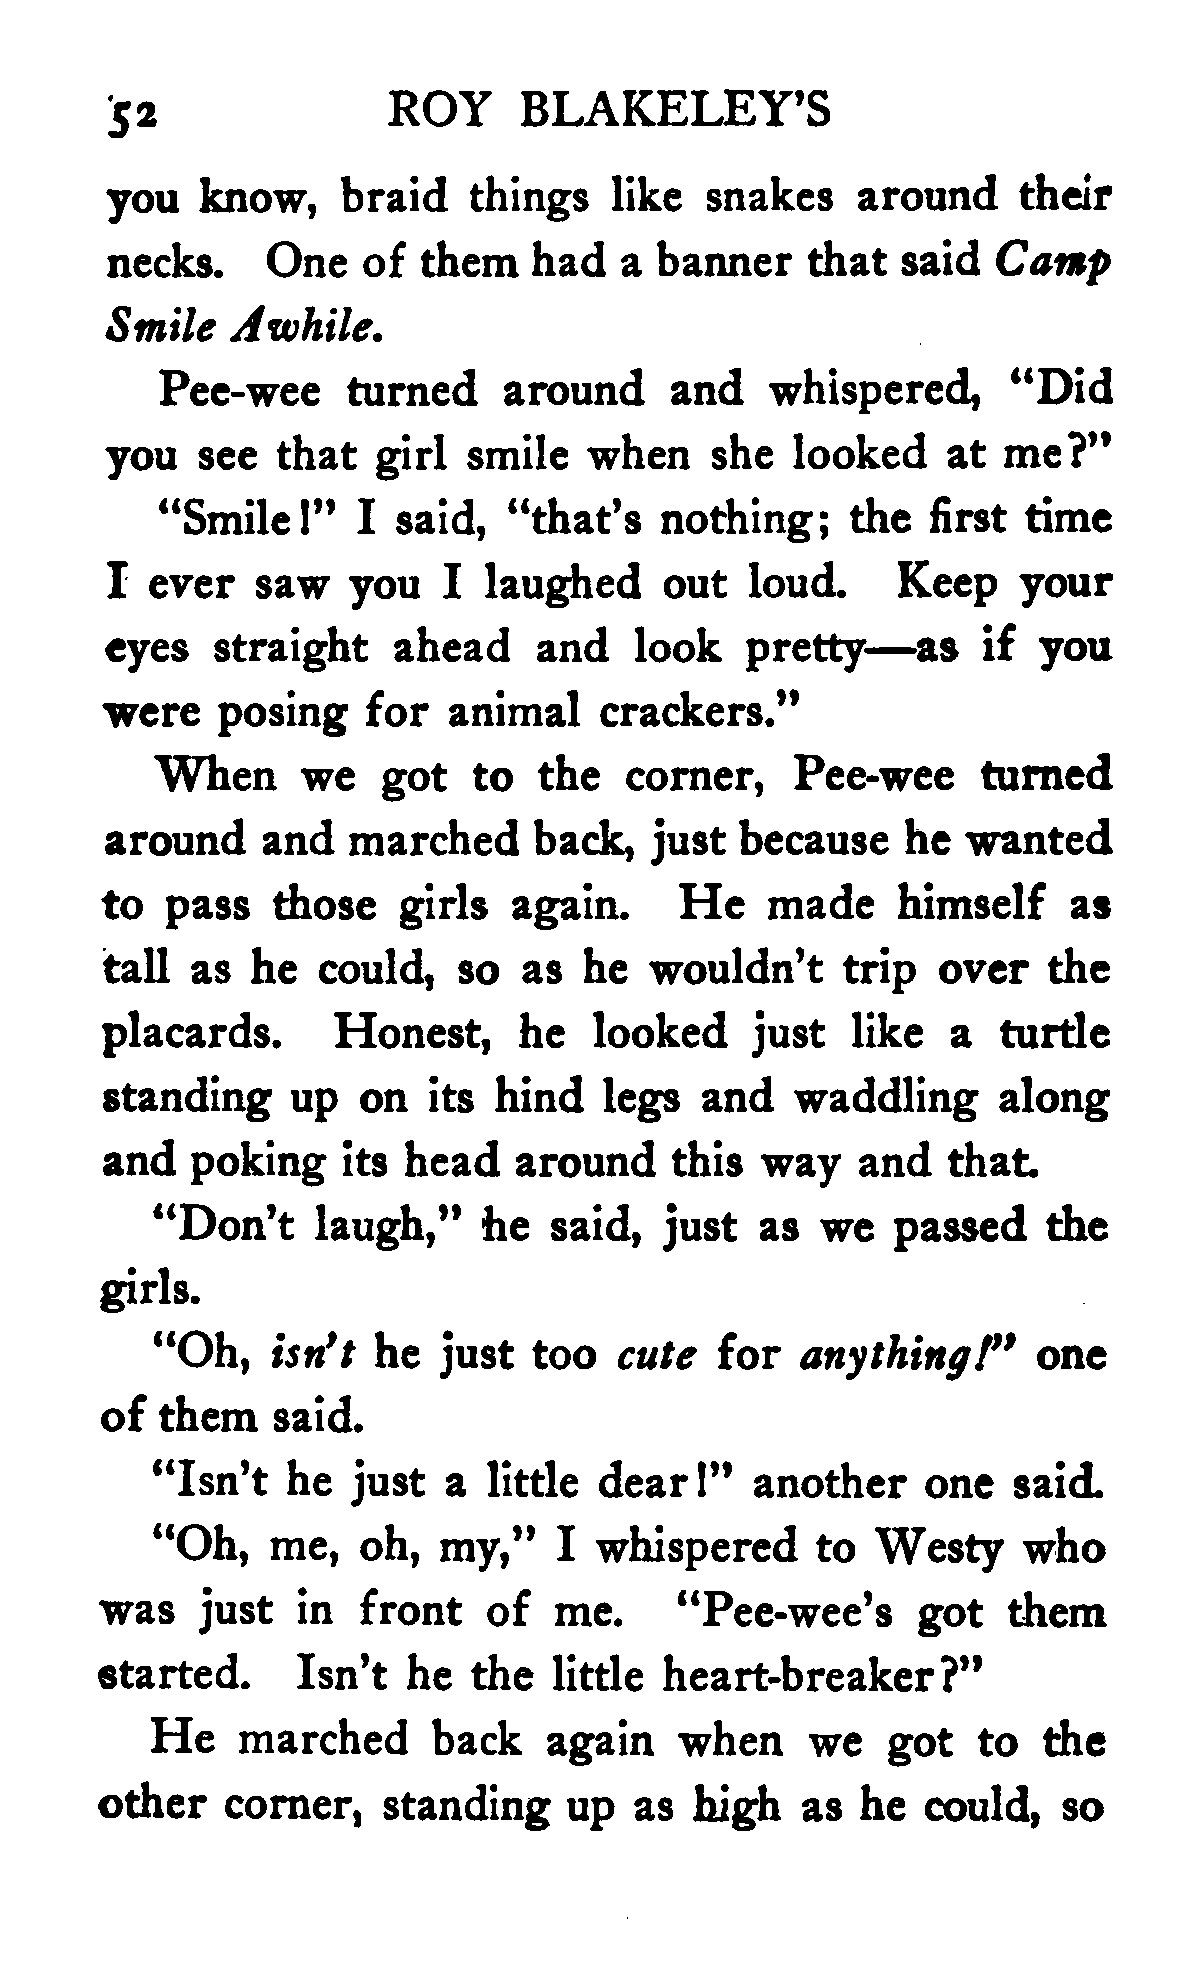 52 ROY BLAKELEY'S
you know, braid things like snakes around their
necks. One of them had a banner that said Camp
Smile Awhile.
Pee-wee turned around and whispered, "Did
you see that girl smile when she looked at me?"
"Smile!" I said, "that's nothing; the first time
I ever saw you I laughed out loud. Keep your
eyes straight ahead and look pretty—as if you
were posing for animal crackers."
When we got to the corner, Pee-wee turned
around and marched back, just because he wanted
to pass those girls again. He made himself as
tall as he could, so as he wouldn't trip over the
placards. Honest, he looked just like a turtle
standing up on its hind legs and waddling along
and poking its head around this way and that.
"Don't laugh," he said, just as we passed the
girls.
"Oh, isn't he just too cute for anything!" one
of them said.
"Isn't he just a little dear!" another one said.
"Oh, me, oh, my," I whispered to Westy who
was just in front of me. "Pee-wee's got them
started. Isn't he the little heart-breaker?"
He marched back again when we got to the
other corner, standing up as high as he could, so